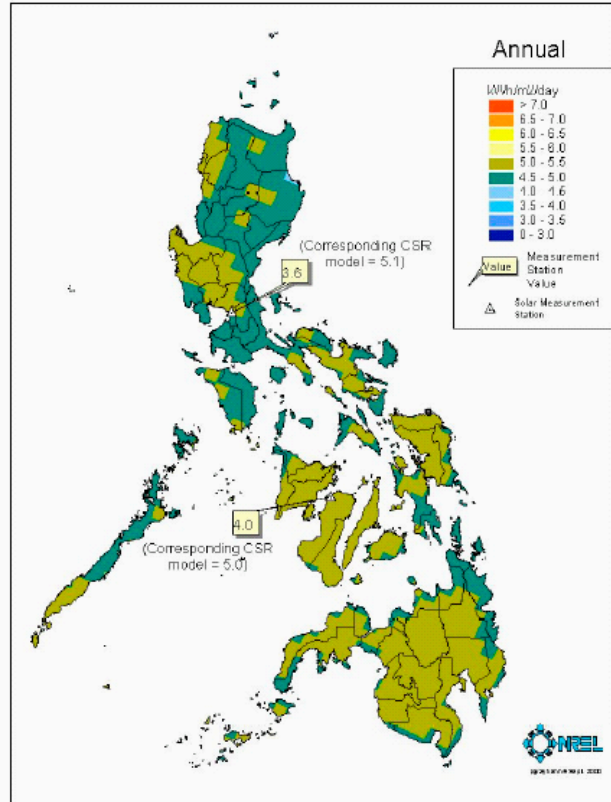 Annual
kWh/m²/day
> 7.0
6.5 - 7.0
6.0 - 6.5
5.5 - 6.0
5.0 - 5.5
4.5 - 5.0
4.0 - 4.5
3.5 - 4.0
3.0 - 3.5
0 - 3.0
Value
Measurement
Station
Value
Solar Measurement
Station
(Corresponding CSR
model = 5.1)
3.6
4.0
(Corresponding CSR
model = 5.0)
NREL